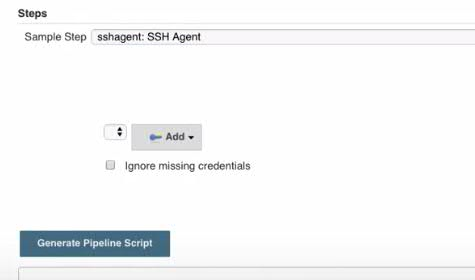 Steps
Sample Step sshagent: SSH Agent
Add
Ignore missing credentials
Generate Pipeline Script